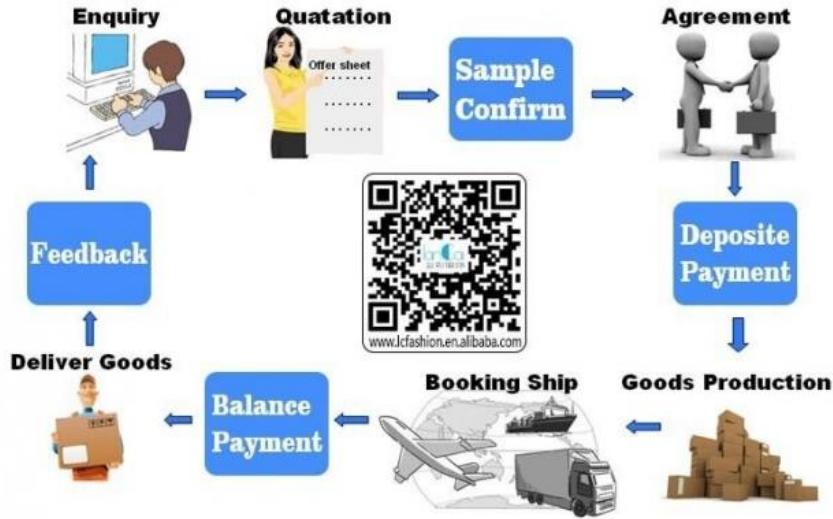 Enquiry
Quatation
Offer sheet
Sample
Confirm
Agreement
Deposite
Payment
Goods Production
Booking Ship
Balance
Payment
Deliver Goods
Feedback
www.lcfashion.en.alibaba.com